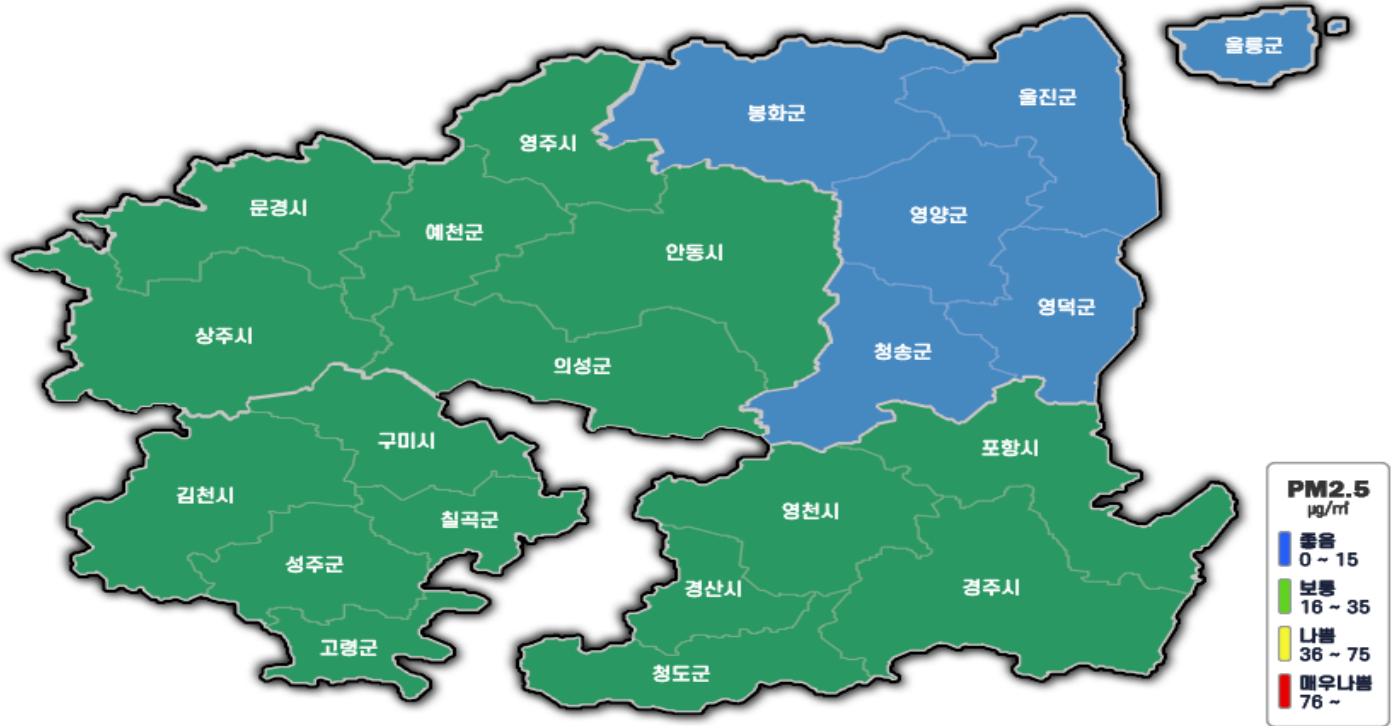 울릉군
울진군
봉화군
영주시
문경시
영양군
예천군
안동시
영덕군
상주시
청송군
의성군
구미시
포항시
김천시
영천시
칠곡군
성주군
경산시
경주시
고령군
청도군
PM2.5
㎍/㎥
좋음
0 ~ 15
보통
16 ~ 35
나쁨
36 ~ 75
매우나쁨
76 ~